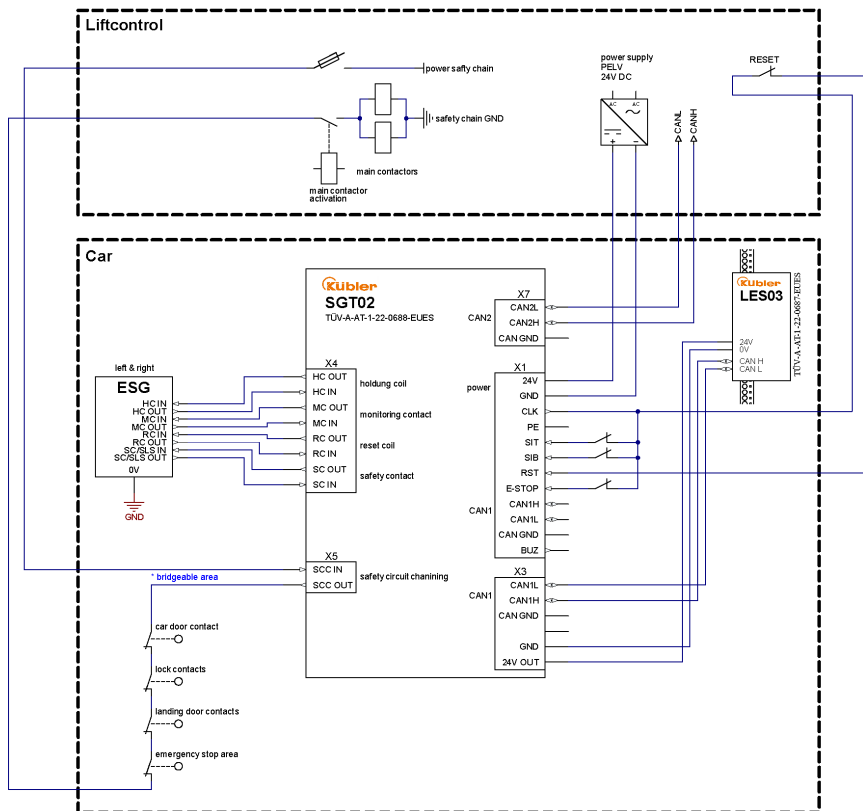 Liftcontrol
power safty chain
safety chain GND
main contactors
main contactor
activation
power supply
PELV
24V DC
AC
AC
+
−
CANL
CANH
RESET
Car
Kübler
SGT02
TÜV-A-AT-1-22-0688-EUES
X7
CAN2
CAN2L
CAN2H
CAN GND
Kübler
LES03
TÜV-A-AT-1-22-0687-EUES
24V
0V
CAN H
CAN L
left & right
ESG
HC IN
HC OUT
MC IN
MC OUT
RC IN
RC OUT
SC/SLS IN
SC/SLS OUT
0V
GND
X4
HC OUT
HC IN
MC OUT
MC IN
RC OUT
RC IN
SC OUT
SC IN
holdung coil
monitoring contact
reset coil
safety contact
X1
power
24V
GND
CLK
PE
SIT
SIB
RST
E-STOP
CAN1
CAN1H
CAN1L
CAN GND
BUZ
X5
SCC IN
SCC OUT
safety circuit chanining
X3
CAN1
CAN1L
CAN1H
CAN GND
GND
24V OUT
* bridgeable area
car door contact
lock contacts
landing door contacts
emergency stop area